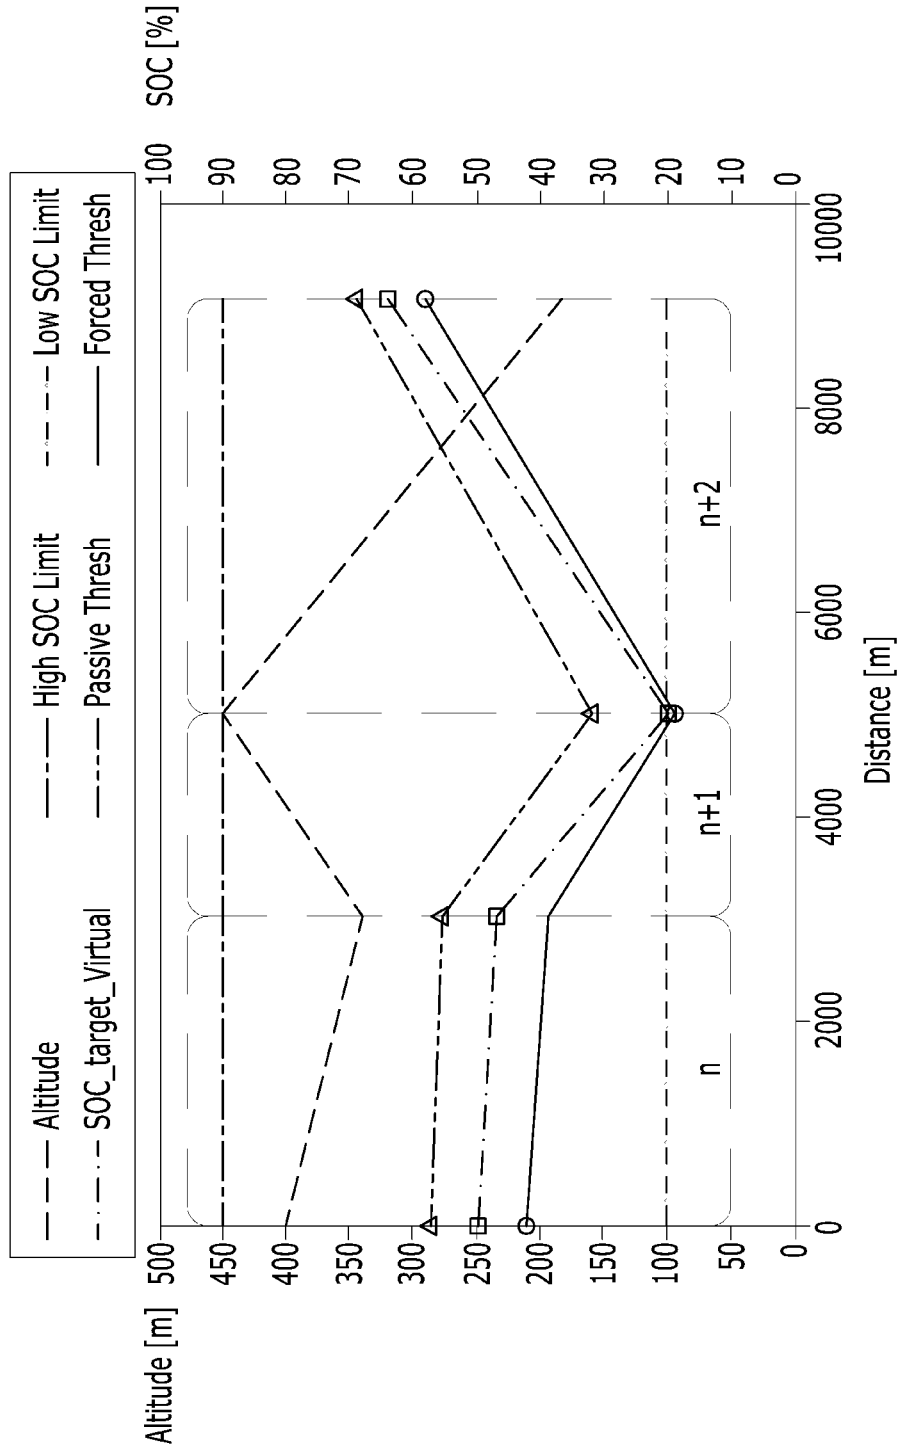 Altitude
High SOC Limit
Low SOC Limit
SOC_target_Virtual
Passive Thresh
Forced Thresh
Altitude [m]
SOC [%]
500
450
400
350
300
250
200
150
100
50
0
100
90
80
70
60
50
40
30
20
10
0
n
n+1
n+2
0
2000
4000
6000
8000
10000
Distance [m]